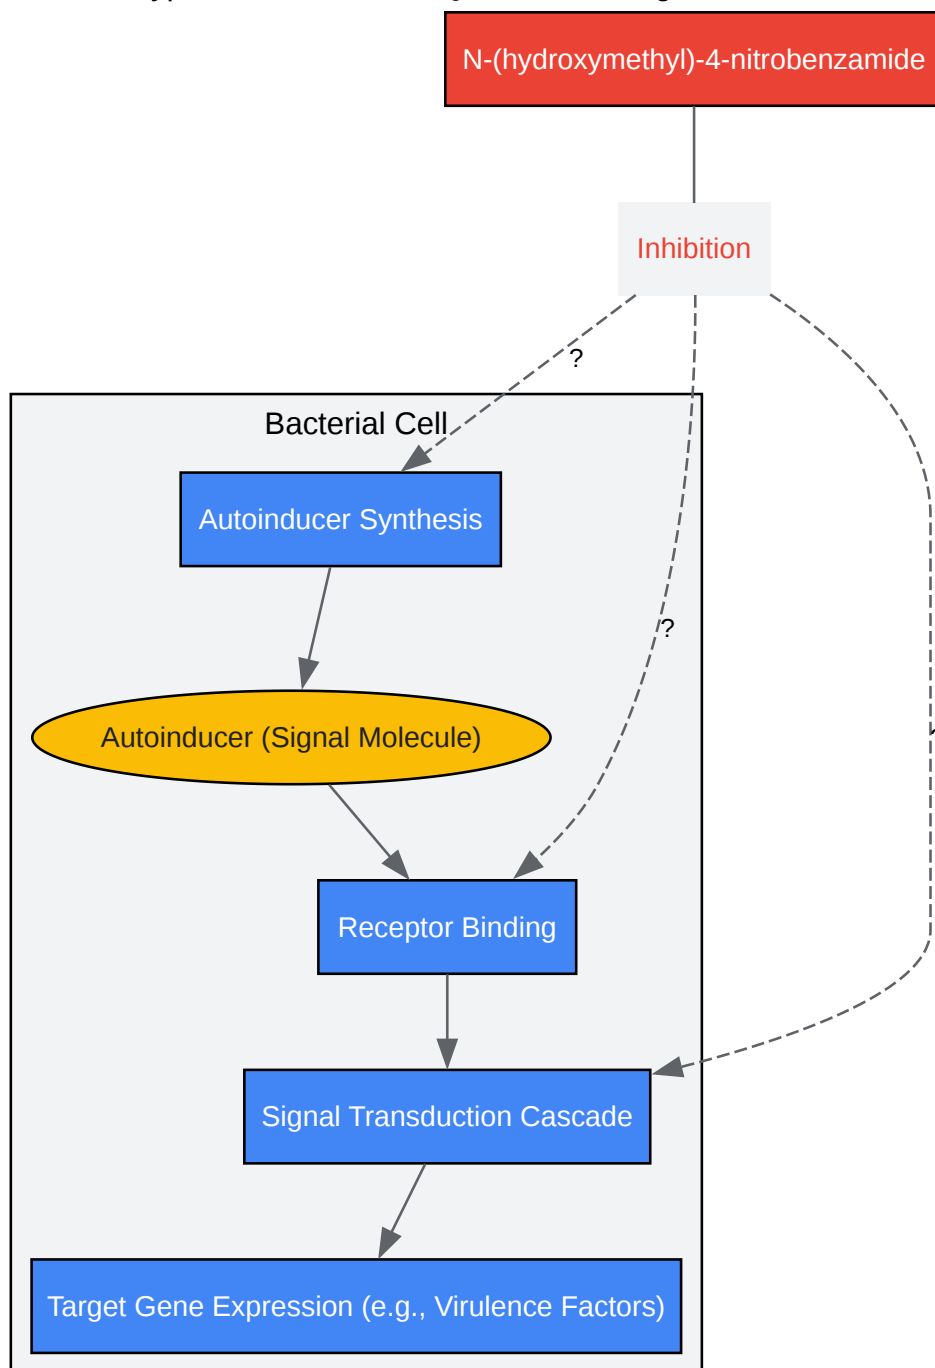 N-(hydroxymethyl)-4-nitrobenzamide
Inhibition
?
Bacterial Cell
Autoinducer Synthesis
?
Autoinducer (Signal Molecule)
Receptor Binding
Signal Transduction Cascade
Target Gene Expression (e.g., Virulence Factors)